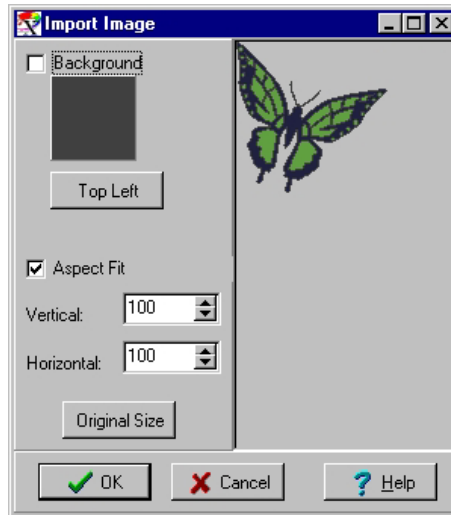 Import Image
Background
Top Left
Aspect Fit
Vertical: 100
Horizontal: 100
Original Size
OK Cancel Help